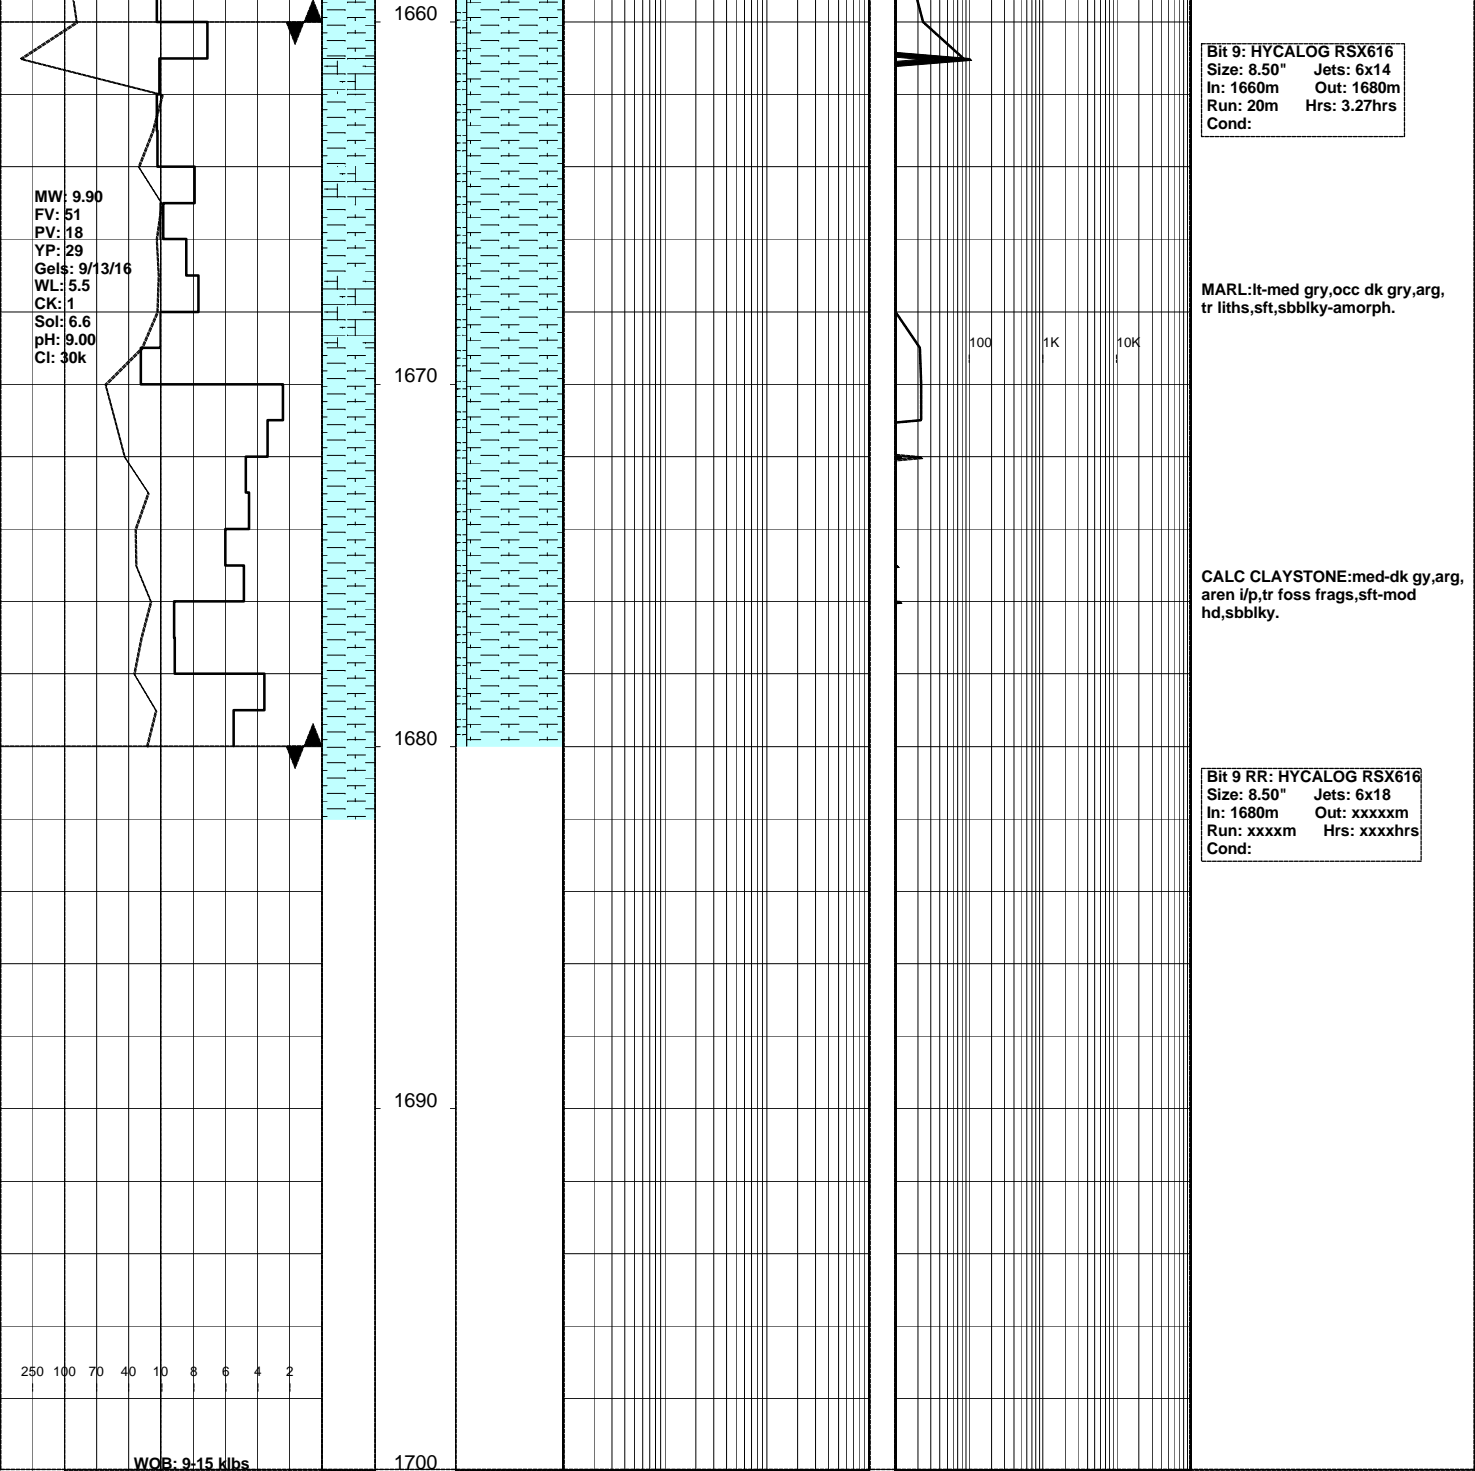 1660
Bit 9: HYCALOG RSX616
Size: 8.50" Jets: 6x14
In: 1660m Out: 1680m
Run: 20m Hrs: 3.27hrs
Cond:
MW: 9.90
FV: 51
PV: 18
YP: 29
Gels: 9/13/16
WL: 5.5
CK: 1
Sol: 6.6
pH: 9.00
Cl: 30k
MARL:lt-med gry,occ dk gry,arg,
tr liths,sft,sbblky-amorph.
100 1K 10K
1670
CALC CLAYSTONE:med-dk gy,arg,
aren i/p,tr foss frags,sft-mod
hd,sbblky.
1680
Bit 9 RR: HYCALOG RSX616
Size: 8.50" Jets: 6x18
In: 1680m Out: xxxxxm
Run: xxxxm Hrs: xxxxhrs
Cond:
1690
250 100 70 40 10 8 6 4 2
WOB: 9-15 klbs
1700